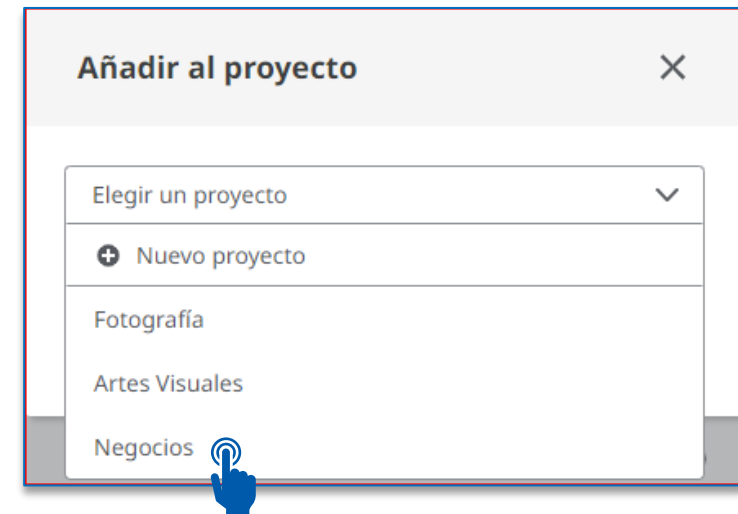 Añadir al proyecto
Elegir un proyecto
Nuevo proyecto
Fotografía
Artes Visuales
Negocios